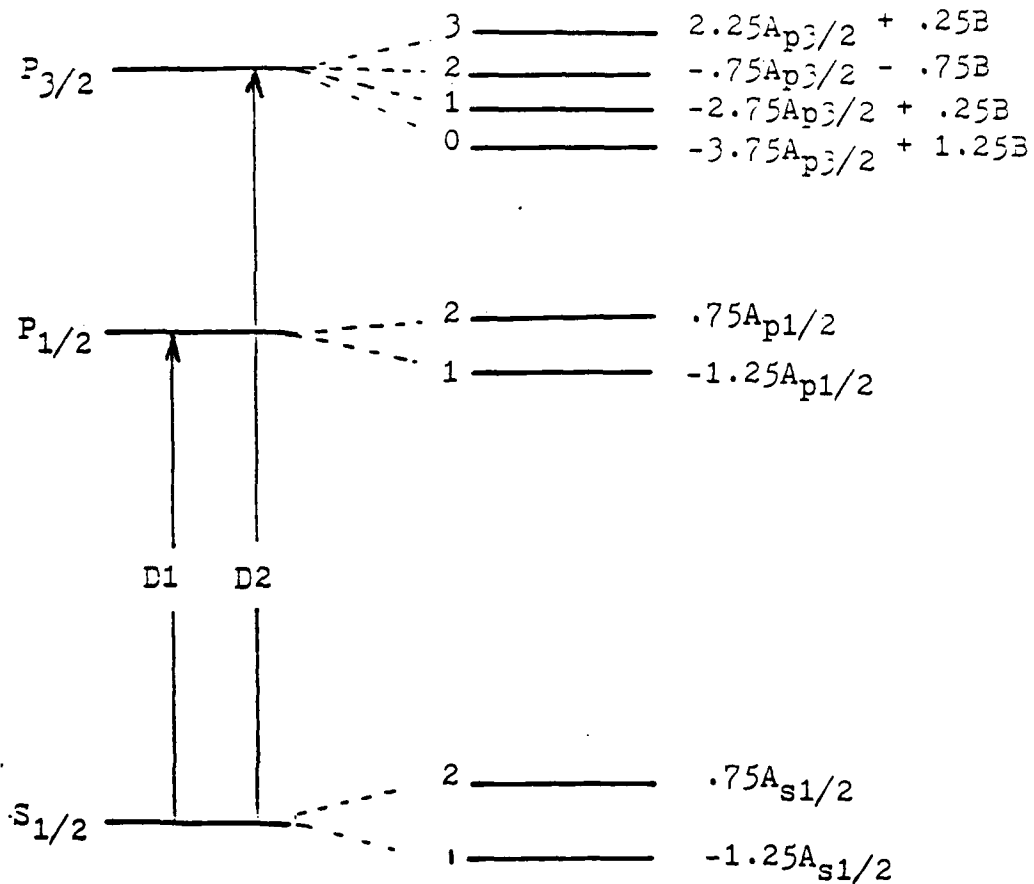 3 2.25Ap3/2 + .25B
P3/2 2 -.75Ap3/2 - .75B
1 -2.75Ap3/2 + .25B
0 -3.75Ap3/2 + 1.25B
P1/2 2 .75Ap1/2
1 -1.25Ap1/2
D1 D2
S1/2 2 .75As1/2
1 -1.25As1/2